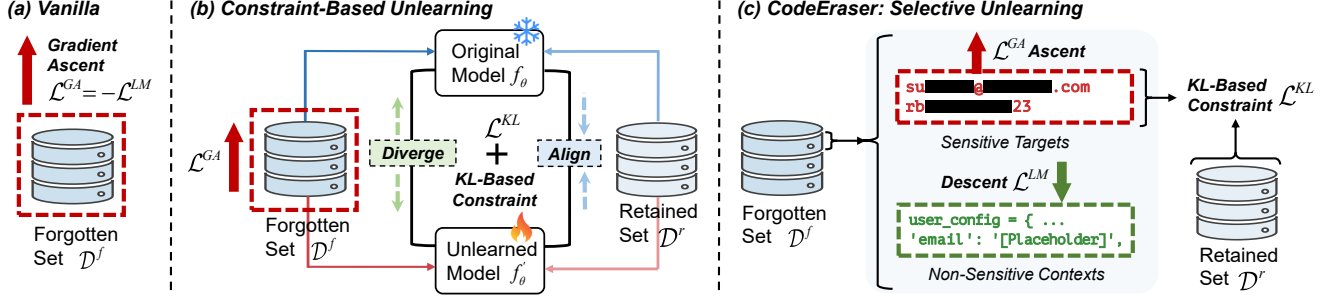 (a) Vanilla
Gradient
Ascent
ℒ^{GA} = −ℒ^{LM}
Forgotten
Set 𝒟^f
(b) Constraint-Based Unlearning
Original
Model f_θ
ℒ^{GA}
Diverge
ℒ^{KL}
+
KL-Based
Constraint
Align
Forgotten
Set 𝒟^f
Unlearned
Model f_θ^'
Retained
Set 𝒟^r
(c) CodeEraser: Selective Unlearning
Forgotten
Set 𝒟^f
ℒ^{GA} Ascent
su @ .com
rb 23
Sensitive Targets
Descent ℒ^{LM}
user_config = { ...
'email': '[Placeholder]',
Non-Sensitive Contexts
KL-Based
Constraint ℒ^{KL}
Retained
Set 𝒟^r